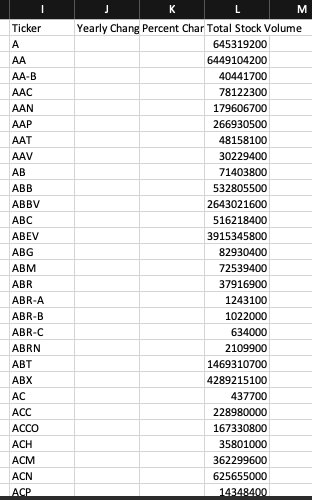 I J K L M
Ticker Yearly Chang Percent Char Total Stock Volume
A 645319200
AA 6449104200
AA-B 40441700
AAC 78122300
AAN 179606700
AAP 266930500
AAT 48158100
AAV 30229400
AB 71403800
ABB 532805500
ABBV 2643021600
ABC 516218400
ABEV 3915345800
ABG 82930400
ABM 72539400
ABR 37916900
ABR-A 1243100
ABR-B 1022000
ABR-C 634000
ABRN 2109900
ABT 1469310700
ABX 4289215100
AC 437700
ACC 228980000
ACCO 167330800
ACH 35801000
ACM 362299600
ACN 625655000
ACP 14348400